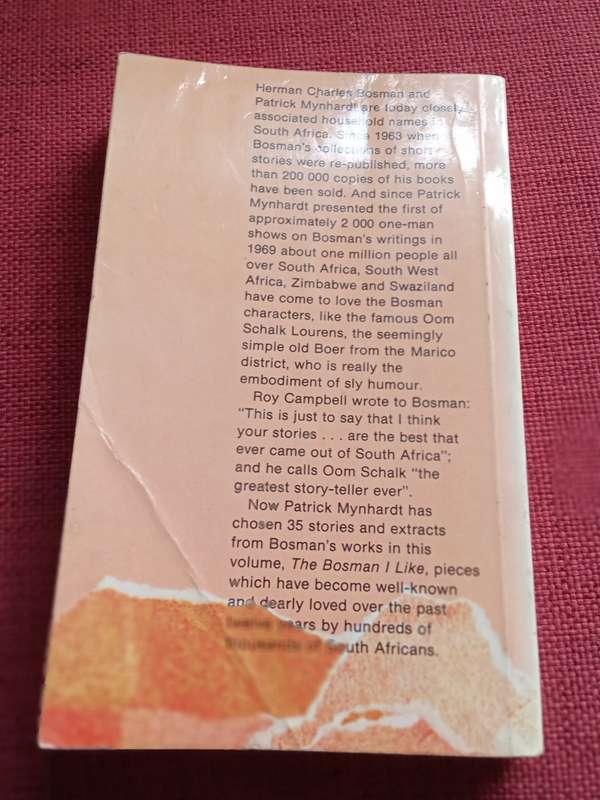 Herman Charles Bosman and
Patrick Mynhardt are today closely
associated household names in
South Africa. Since 1963 when
Bosman's collections of short
stories were re-published, more
than 200 000 copies of his books
have been sold. And since Patrick
Mynhardt presented the first of
approximately 2 000 one-man
shows on Bosman's writings in
1969 about one million people all
over South Africa, South West
Africa, Zimbabwe and Swaziland
have come to love the Bosman
characters, like the famous Oom
Schalk Lourens, the seemingly
simple old Boer from the Marico
district, who is really the
embodiment of sly humour.
Roy Campbell wrote to Bosman:
“This is just to say that I think
your stories . . . are the best that
ever came out of South Africa”;
and he calls Oom Schalk “the
greatest story-teller ever”.
Now Patrick Mynhardt has
chosen 35 stories and extracts
from Bosman's works in this
volume, The Bosman I Like, pieces
which have become well-known
and dearly loved over the past
twelve years by hundreds of
thousands of South Africans.